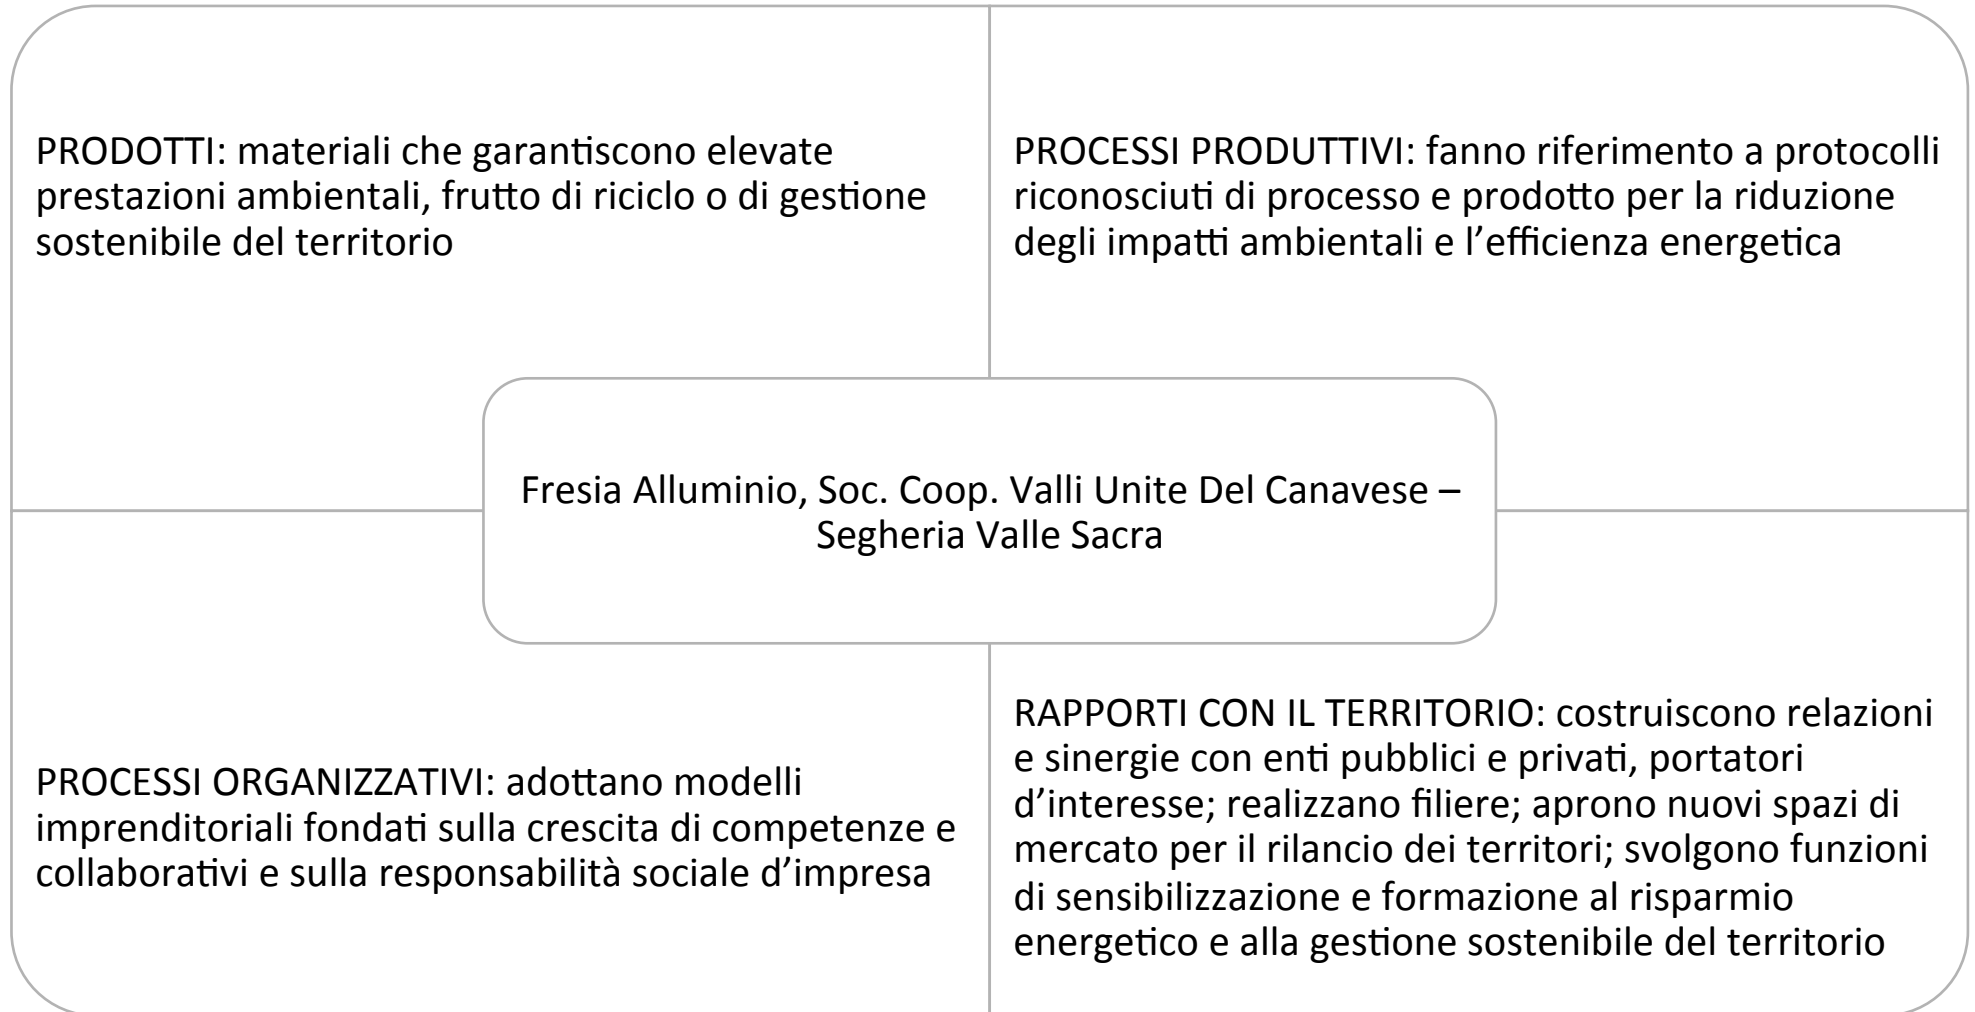 PRODOTTI: materiali che garantiscono elevate
prestazioni ambientali, frutto di riciclo o di gestione
sostenibile del territorio
PROCESSI PRODUTTIVI: fanno riferimento a protocolli
riconosciuti di processo e prodotto per la riduzione
degli impatti ambientali e l’efficienza energetica
Fresia Alluminio, Soc. Coop. Valli Unite Del Canavese –
Segheria Valle Sacra
PROCESSI ORGANIZZATIVI: adottano modelli
imprenditoriali fondati sulla crescita di competenze e
collaborativi e sulla responsabilità sociale d’impresa
RAPPORTI CON IL TERRITORIO: costruiscono relazioni
e sinergie con enti pubblici e privati, portatori
d’interesse; realizzano filiere; aprono nuovi spazi di
mercato per il rilancio dei territori; svolgono funzioni
di sensibilizzazione e formazione al risparmio
energetico e alla gestione sostenibile del territorio